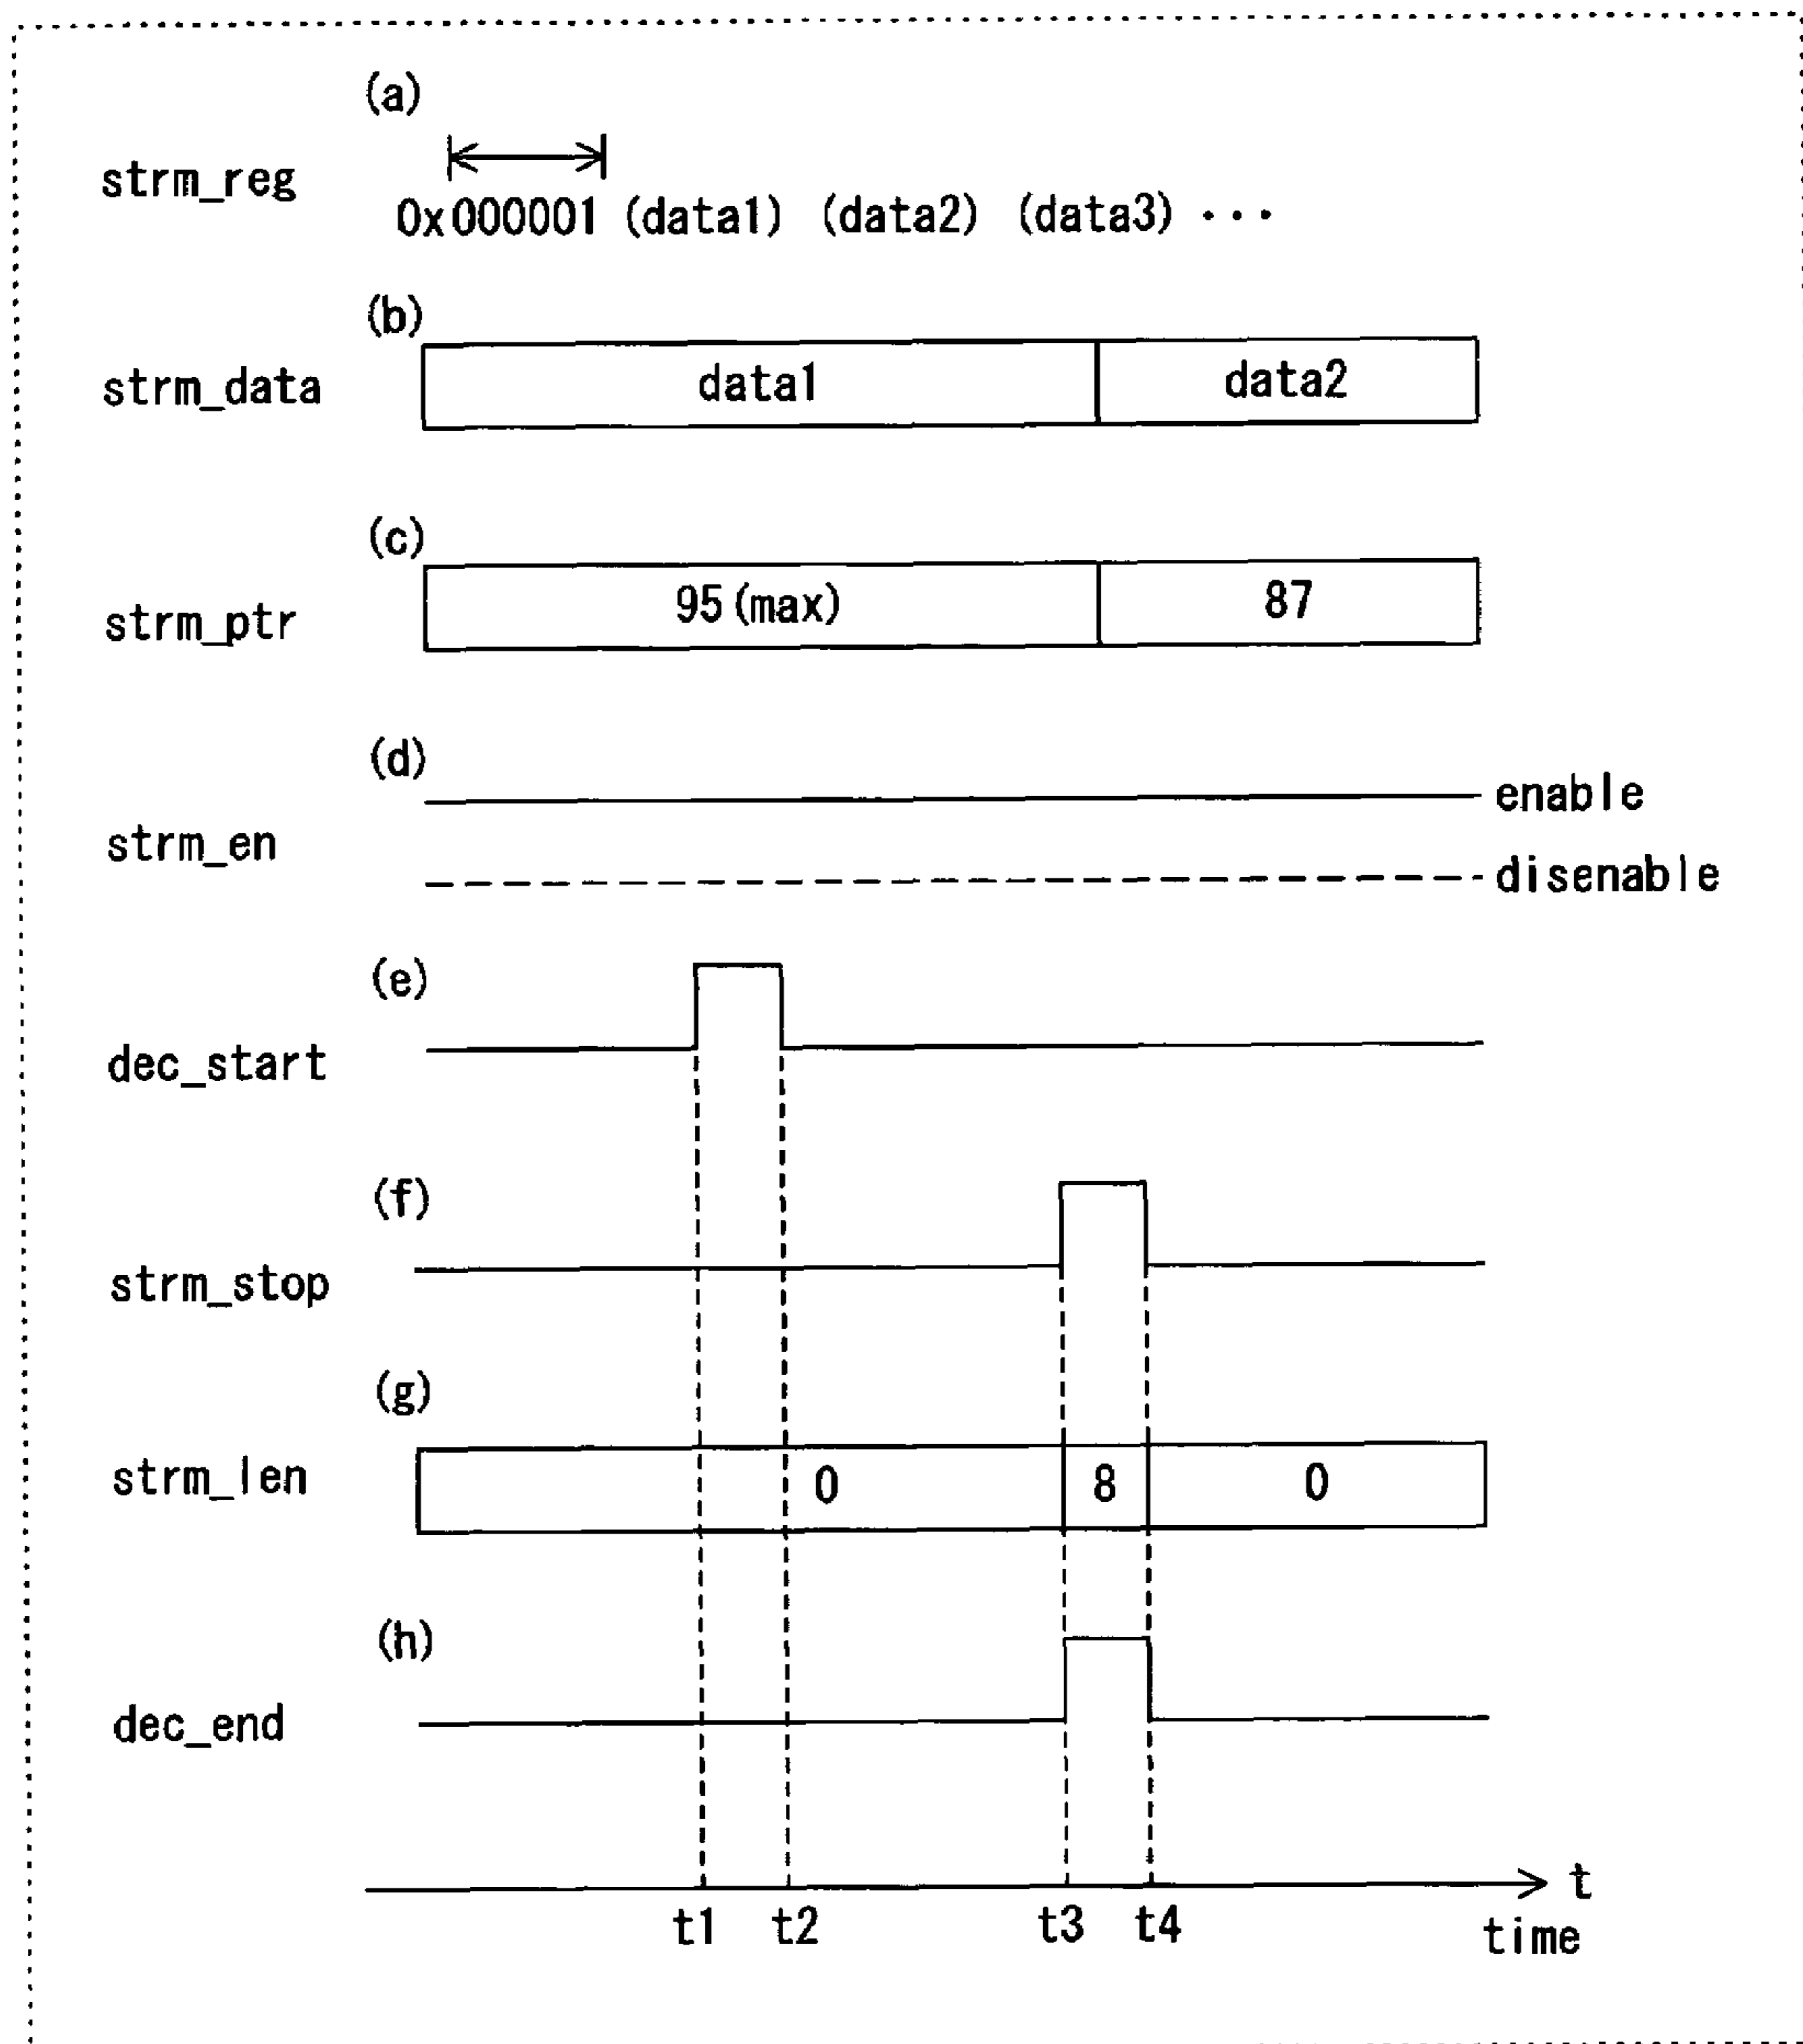 (a)
strm_reg
0x000001 (data1) (data2) (data3) ･･･
(b)
strm_data data1 data2
(c)
strm_ptr 95(max) 87
(d)
enable
strm_en
disenable
(e)
dec_start
(f)
strm_stop
(g)
strm_len 0 8 0
(h)
dec_end
t
t1 t2 t3 t4
time